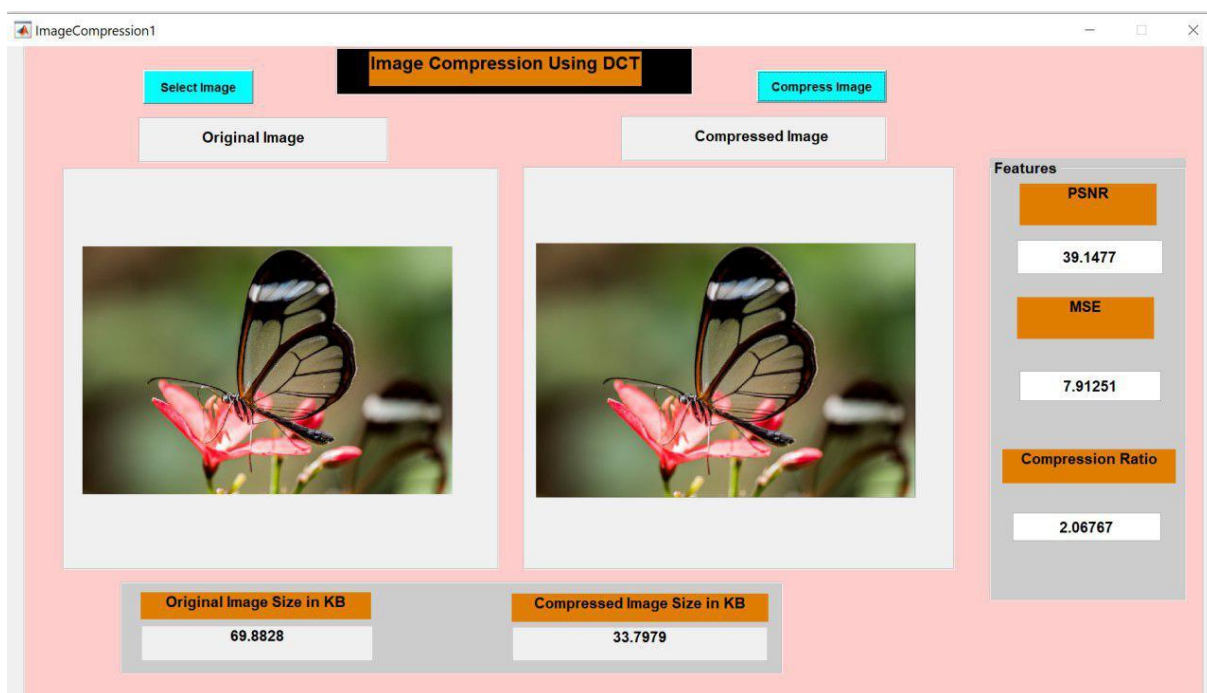 ImageCompression1
Image Compression Using DCT
Select Image
Compress Image
Original Image
Compressed Image
Features
PSNR
39.1477
MSE
7.91251
Compression Ratio
2.06767
Original Image Size in KB
Compressed Image Size in KB
69.8828
33.7979